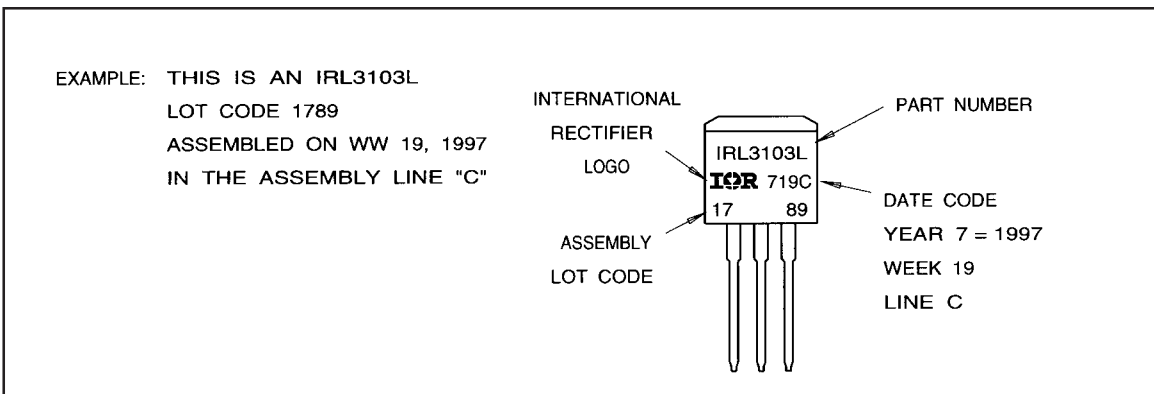 EXAMPLE: THIS IS AN IRL3103L
LOT CODE 1789
ASSEMBLED ON WW 19, 1997
IN THE ASSEMBLY LINE "C"
INTERNATIONAL
RECTIFIER
LOGO
PART NUMBER
IRL3103L
IOR 719C
17 89
ASSEMBLY
LOT CODE
DATE CODE
YEAR 7 = 1997
WEEK 19
LINE C